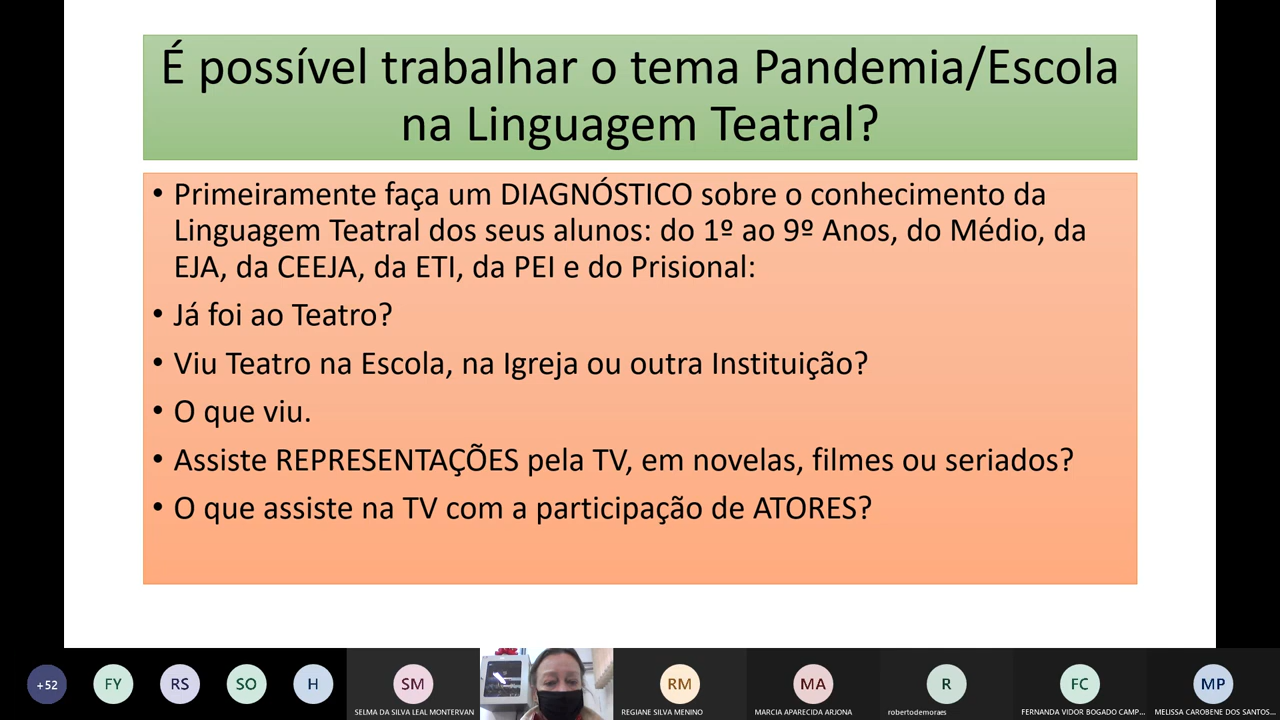 É possível trabalhar o tema Pandemia/Escola
na Linguagem Teatral?
• Primeiramente faça um DIAGNÓSTICO sobre o conhecimento da
Linguagem Teatral dos seus alunos: do 1º ao 9º Anos, do Médio, da
EJA, da CEEJA, da ETI, da PEI e do Prisional:
• Já foi ao Teatro?
• Viu Teatro na Escola, na Igreja ou outra Instituição?
• O que viu.
• Assiste REPRESENTAÇÕES pela TV, em novelas, filmes ou seriados?
• O que assiste na TV com a participação de ATORES?
+52 FY RS SO H SM RM MA R FC MP
SELMA DA SILVA LEAL MONTERVAN REGIANE SILVA MENINO MARCIA APARECIDA ARJONA robertodemoraes FERNANDA VIDOR BOGADO CAMP... MELISSA CAROBENE DOS SANTOS...